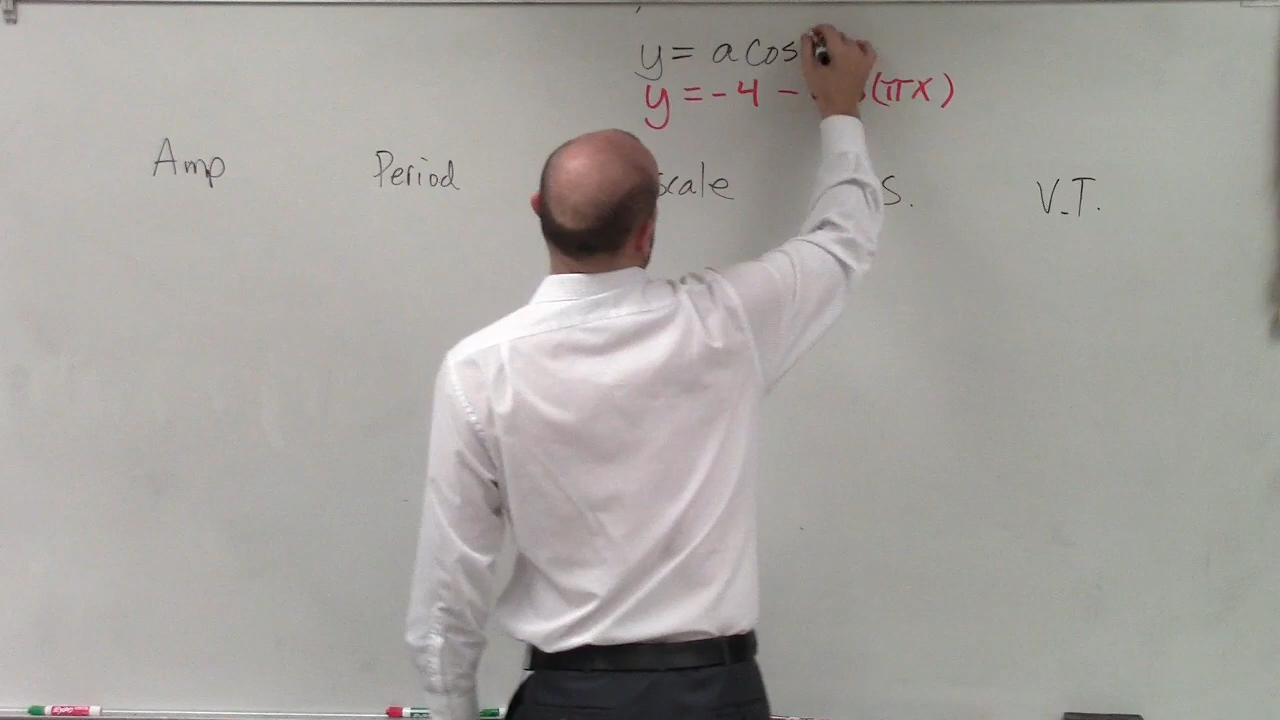 y = a cos
y = -4 - (πx)
Amp Period scale S. V.T.